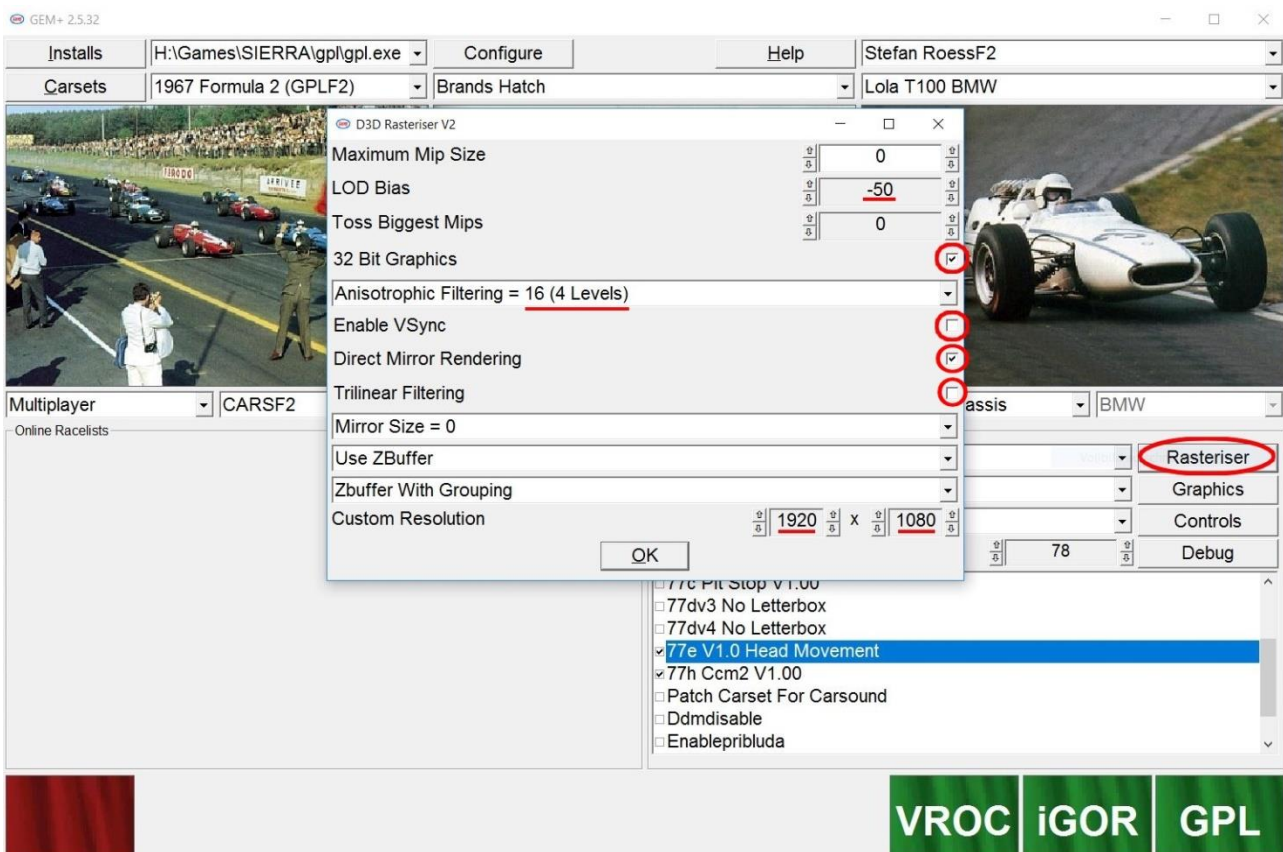 GEM+ 2.5.32
Installs H:\Games\SIERRA\gpl\gpl.exe Configure Help Stefan RoessF2
Carsets 1967 Formula 2 (GPLF2) Brands Hatch Lola T100 BMW
D3D Rasteriser V2
Maximum Mip Size 0
LOD Bias -50
Toss Biggest Mips 0
32 Bit Graphics
Anisotrophic Filtering = 16 (4 Levels)
Enable VSync
Direct Mirror Rendering
Trilinear Filtering
Multiplayer CARSF2 assis BMW
Mirror Size = 0
Online Racelists
Use ZBuffer Rasteriser
Zbuffer With Grouping Graphics
Custom Resolution 1920 x 1080 Controls
OK 78 Debug
77c Pit Stop V1.00
77dv3 No Letterbox
77dv4 No Letterbox
77e V1.0 Head Movement
77h Ccm2 V1.00
Patch Carset For Carsound
Ddmdisable
Enablepribluda
VROC iGOR GPL